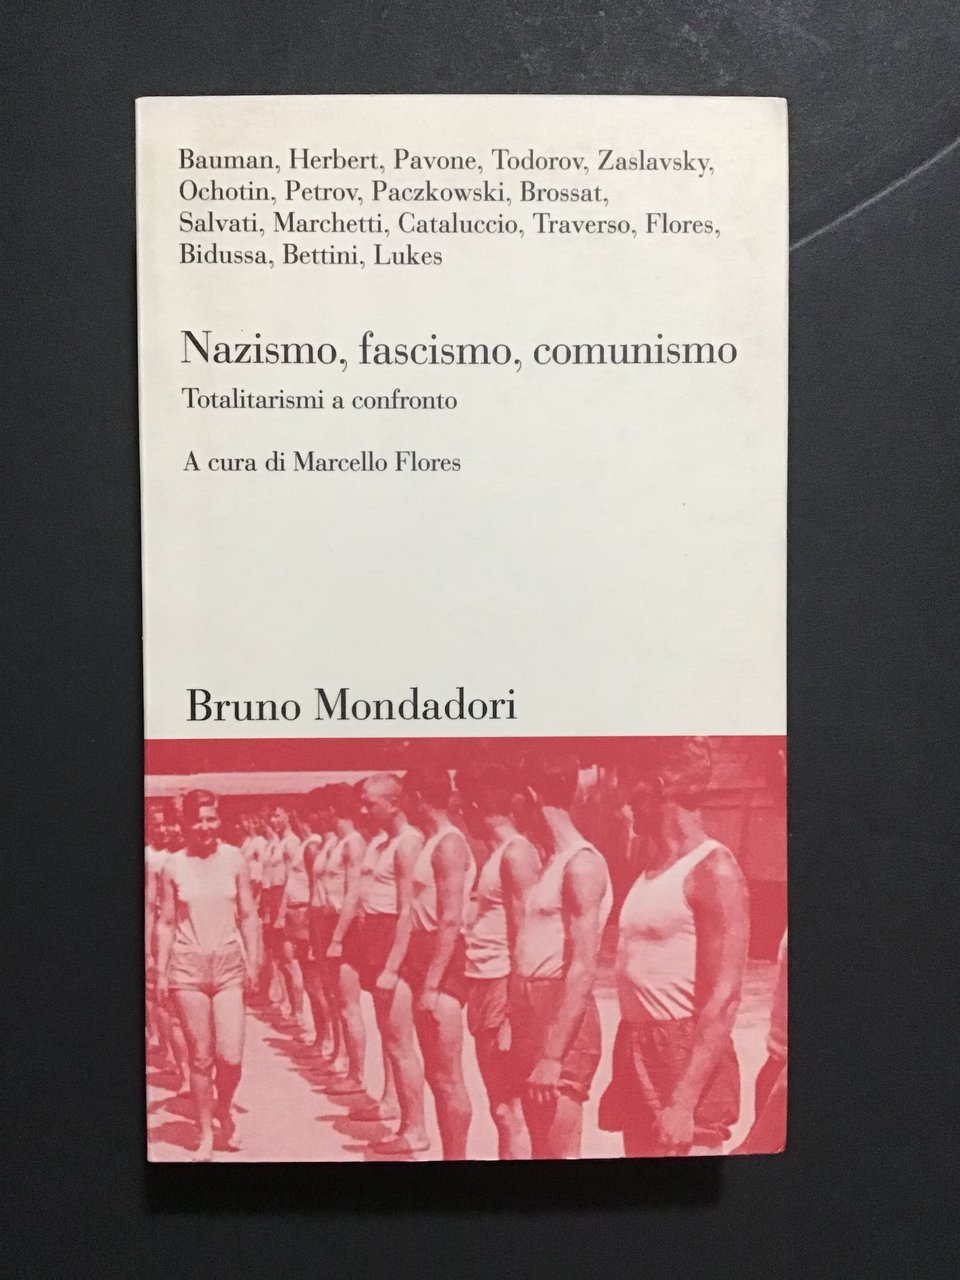 Bauman, Herbert, Pavone, Todorov, Zaslavsky,
Ochotin, Petrov, Paczkowski, Brossat,
Salvati, Marchetti, Cataluccio, Traverso, Flores,
Bidussa, Bettini, Lukes
Nazismo, fascismo, comunismo
Totalitarismi a confronto
A cura di Marcello Flores
Bruno Mondadori